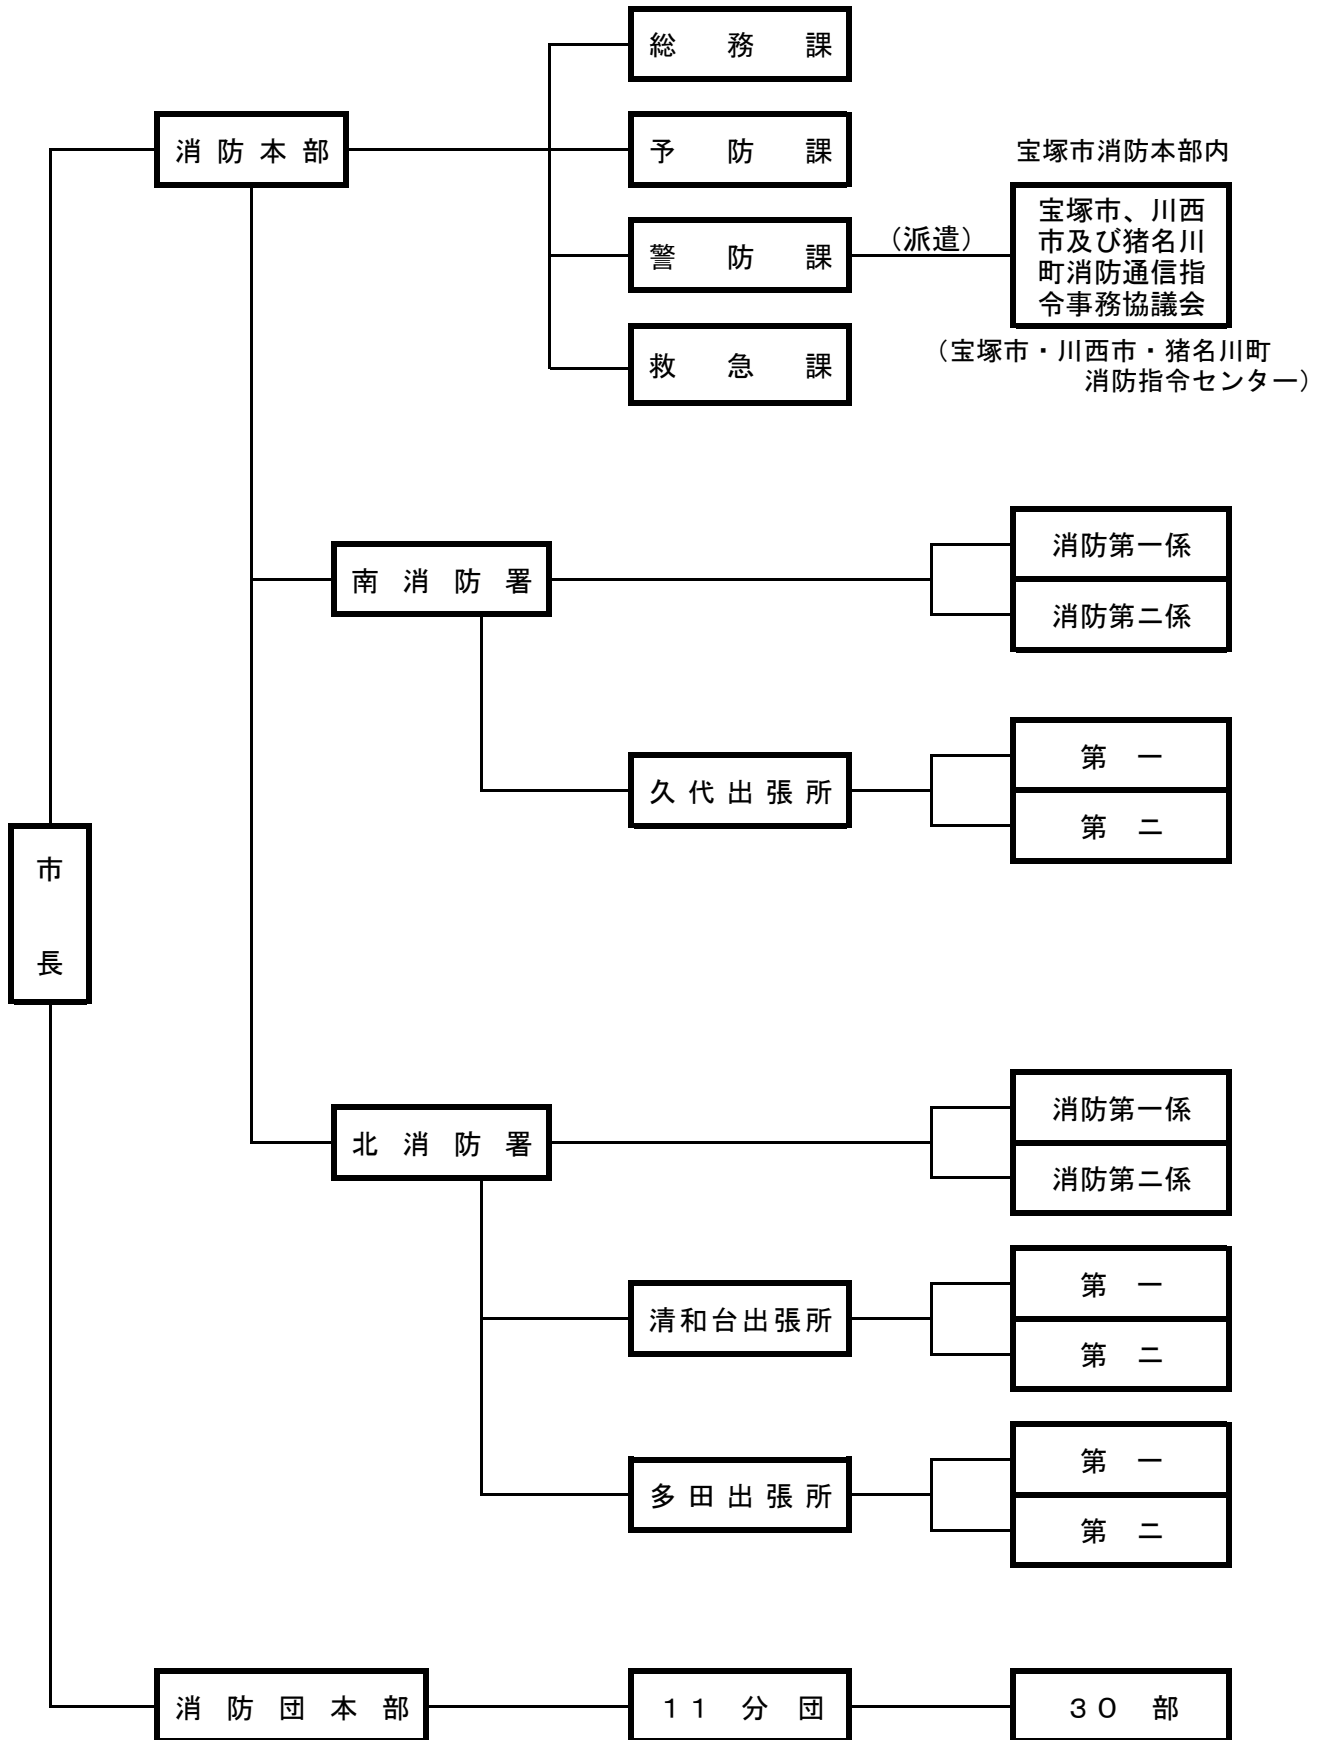 総務課
消防本部
予防課
宝塚市消防本部内
警防課
（派遣）
宝塚市、川西
市及び猪名川
町消防通信指
令事務協議会
救急課
（宝塚市・川西市・猪名川町
消防指令センター）
南消防署
消防第一係
消防第二係
久代出張所
第一
第二
市
長
北消防署
消防第一係
消防第二係
清和台出張所
第一
第二
多田出張所
第一
第二
消防団本部
１１分団
３０部